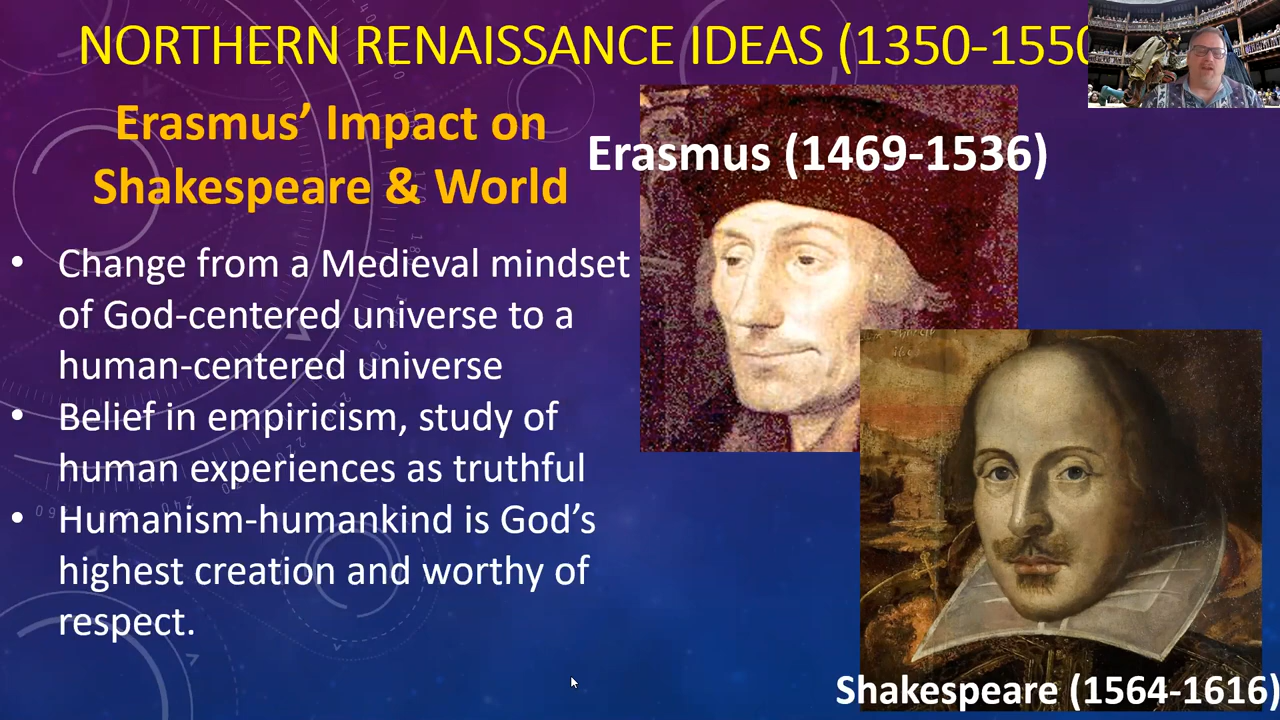 NORTHERN RENAISSANCE IDEAS (1350-1550
Erasmus’ Impact on
Shakespeare & World
Erasmus (1469-1536)
• Change from a Medieval mindset
of God-centered universe to a
human-centered universe
• Belief in empiricism, study of
human experiences as truthful
• Humanism-humankind is God’s
highest creation and worthy of
respect.
Shakespeare (1564-1616)